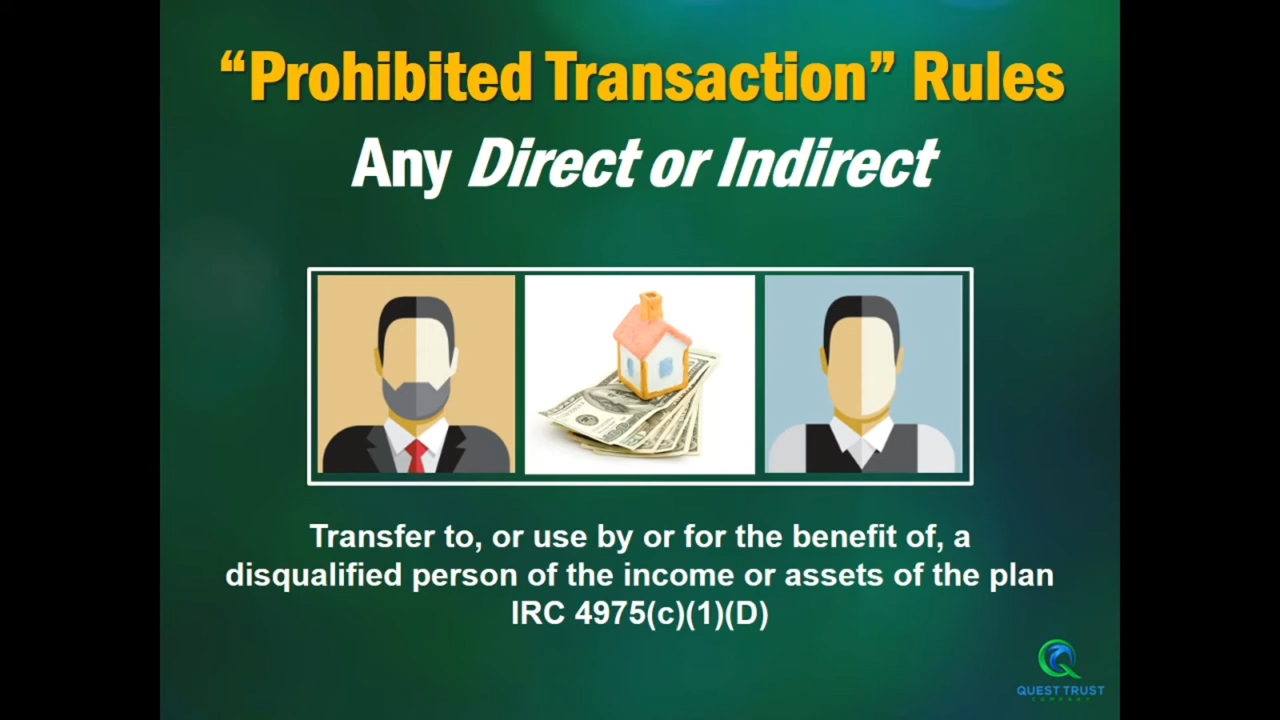 “Prohibited Transaction” Rules
Any Direct or Indirect
Transfer to, or use by or for the benefit of, a
disqualified person of the income or assets of the plan
IRC 4975(c)(1)(D)
QUEST TRUST
COMPANY